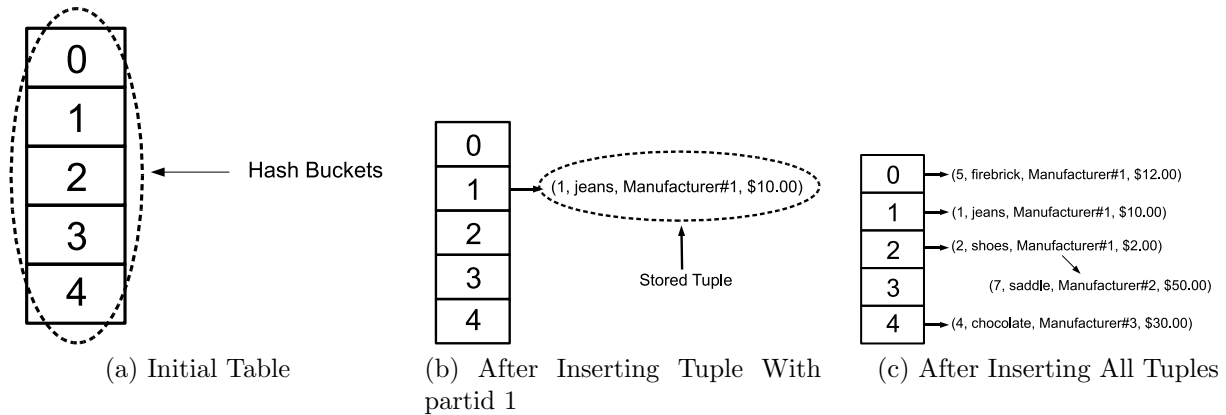 0
1
2
3
4
Hash Buckets
(a) Initial Table
0
1
2
3
4
(1, jeans, Manufacturer#1, $10.00)
Stored Tuple
(b) After Inserting Tuple With
partid 1
0
1
2
3
4
(5, firebrick, Manufacturer#1, $12.00)
(1, jeans, Manufacturer#1, $10.00)
(2, shoes, Manufacturer#1, $2.00)
(7, saddle, Manufacturer#2, $50.00)
(4, chocolate, Manufacturer#3, $30.00)
(c) After Inserting All Tuples